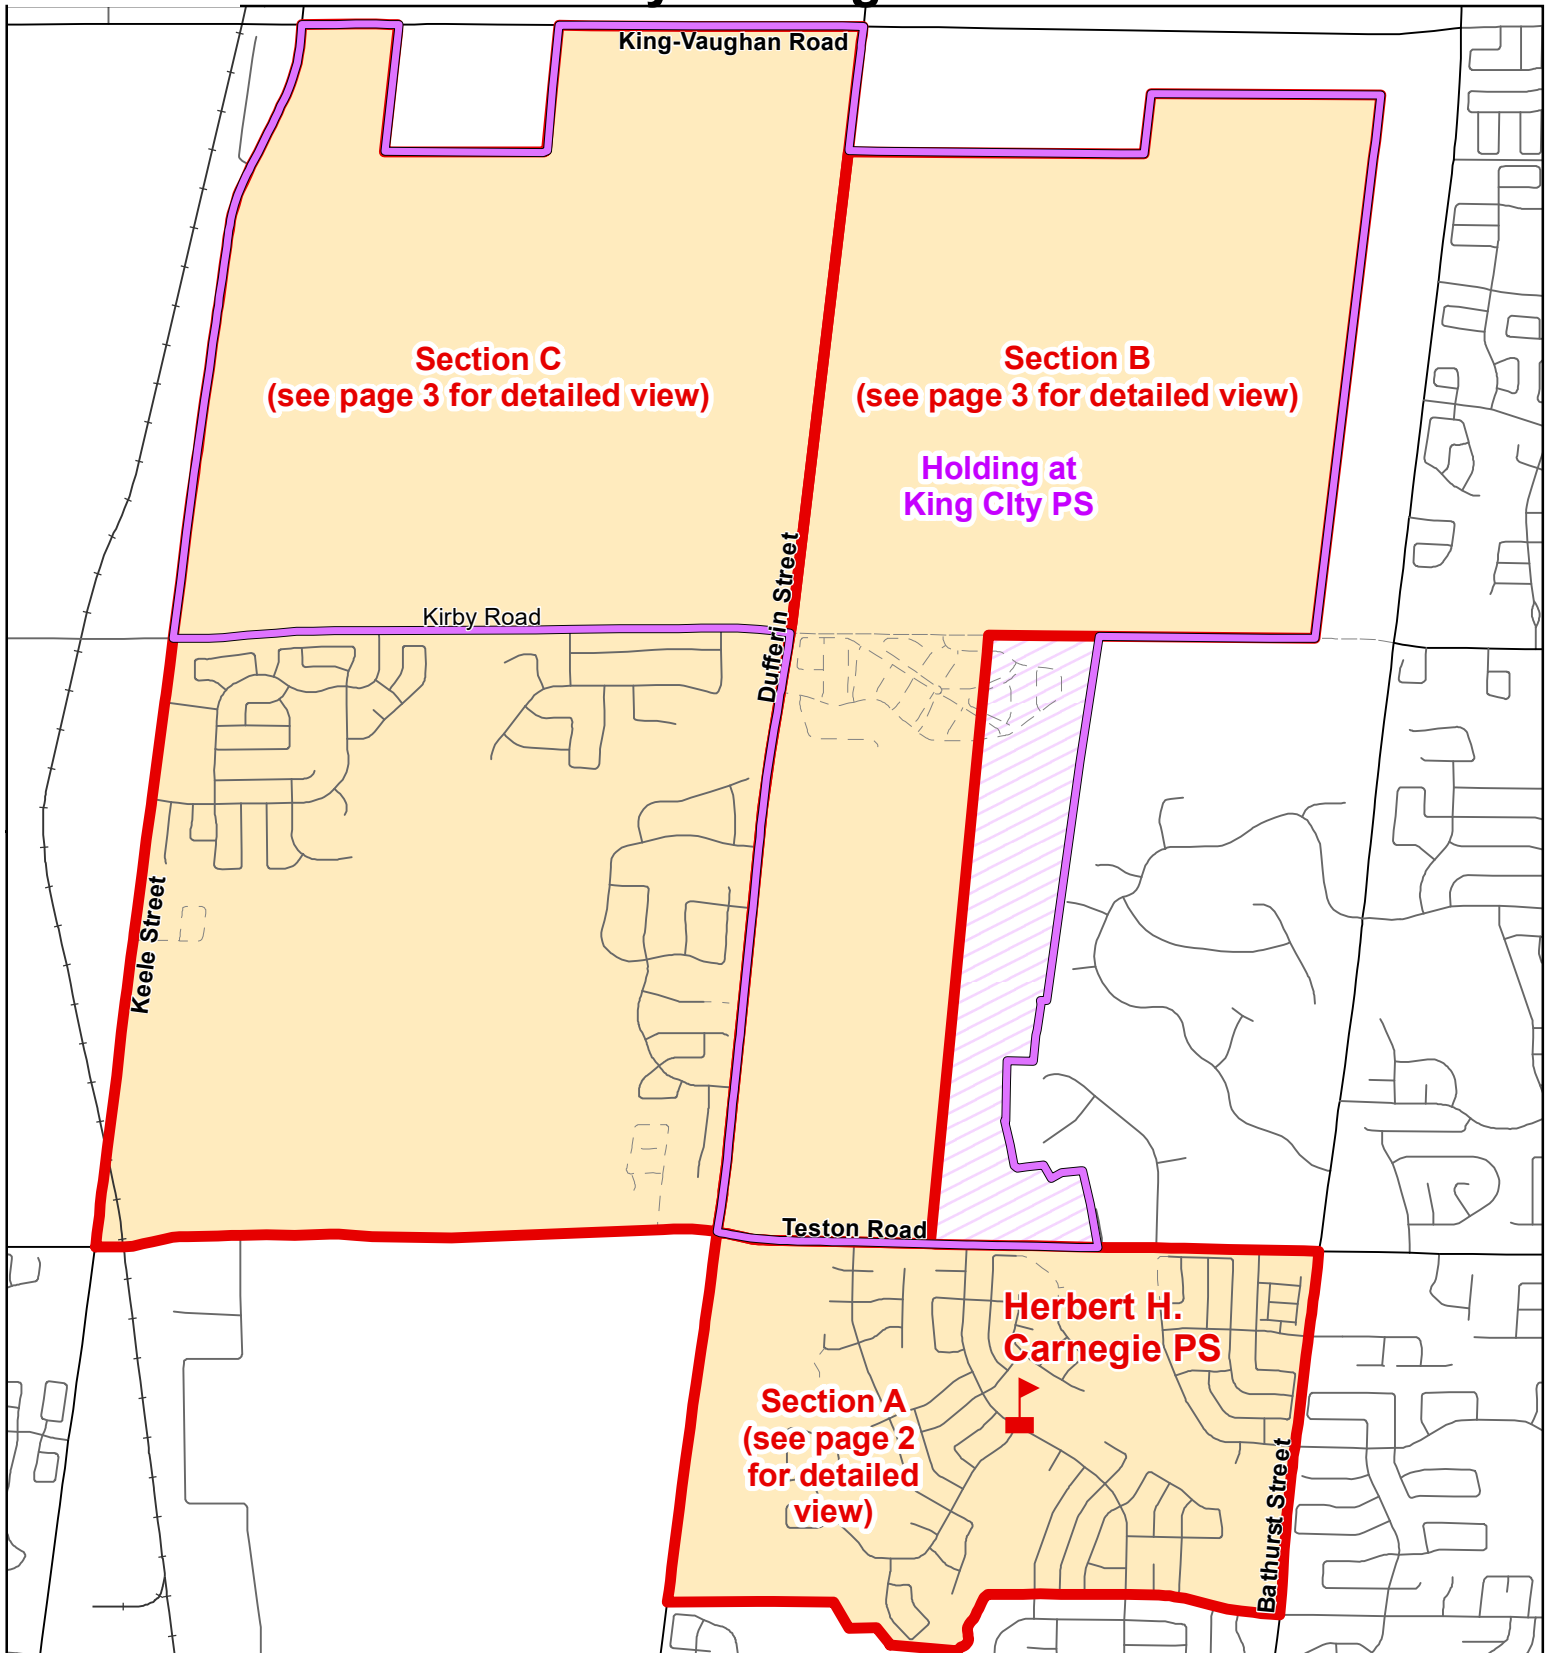 King-Vaughan Road
Section C
(see page 3 for detailed view)
Section B
(see page 3 for detailed view)
Holding at
King CIty PS
Kirby Road
Dufferin Street
Keele Street
Teston Road
Herbert H.
Carnegie PS
Section A
(see page 2
for detailed
view)
Bathurst Street